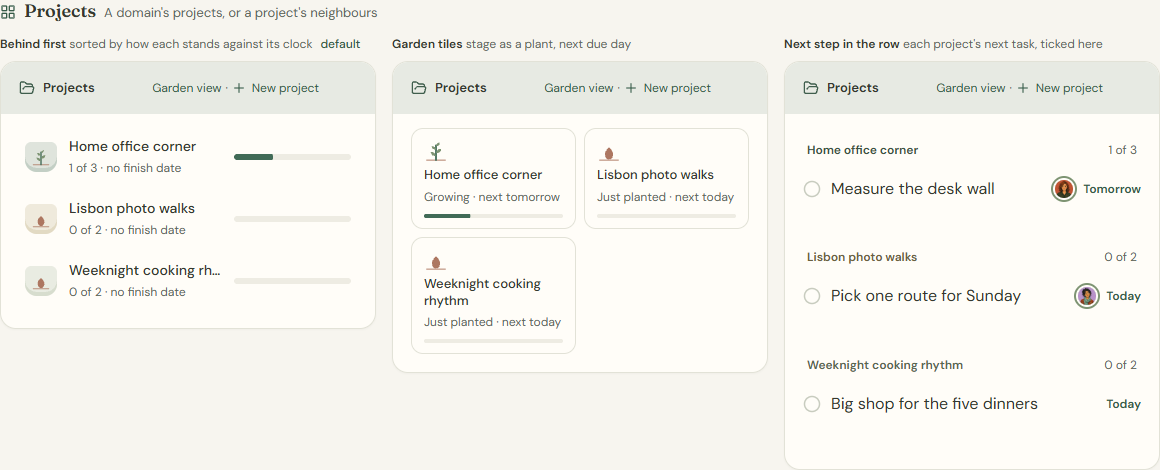 Projects A domain's projects, or a project's neighbours
Behind first sorted by how each stands against its clock default
Projects Garden view · + New project
Home office corner
1 of 3 · no finish date
Lisbon photo walks
0 of 2 · no finish date
Weeknight cooking rh...
0 of 2 · no finish date
Garden tiles stage as a plant, next due day
Projects Garden view · + New project
Home office corner
Growing · next tomorrow
Lisbon photo walks
Just planted · next today
Weeknight cooking
rhythm
Just planted · next today
Next step in the row each project's next task, ticked here
Projects Garden view · + New project
Home office corner 1 of 3
Measure the desk wall Tomorrow
Lisbon photo walks 0 of 2
Pick one route for Sunday Today
Weeknight cooking rhythm 0 of 2
Big shop for the five dinners Today